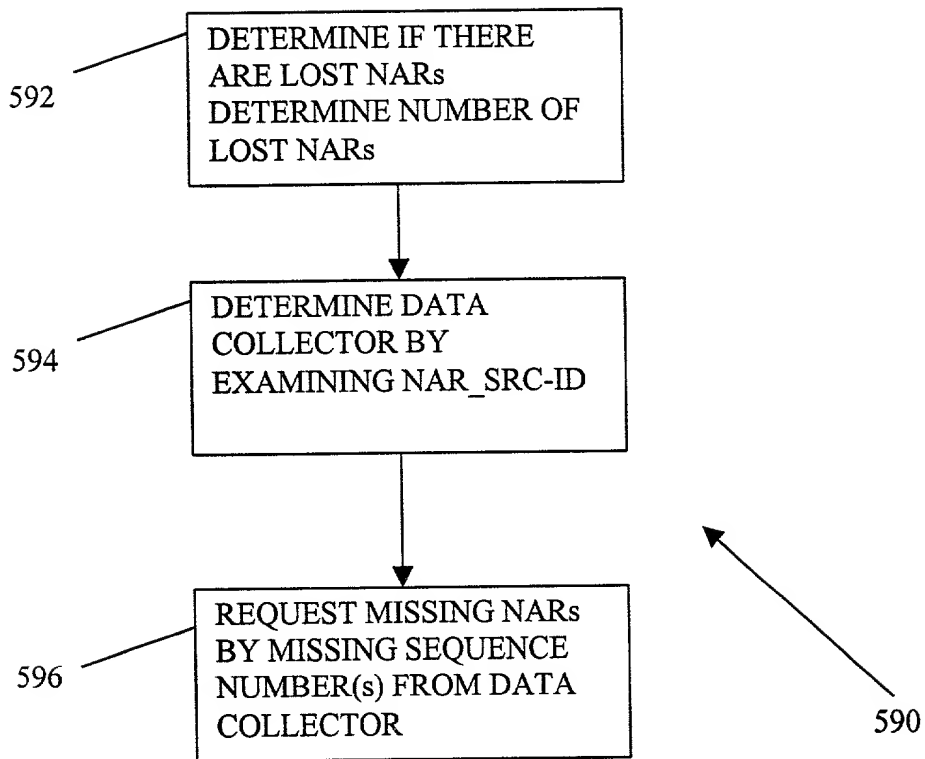 592
DETERMINE IF THERE
ARE LOST NARs
DETERMINE NUMBER OF
LOST NARs
594
DETERMINE DATA
COLLECTOR BY
EXAMINING NAR_SRC-ID
596
REQUEST MISSING NARs
BY MISSING SEQUENCE
NUMBER(s) FROM DATA
COLLECTOR
590